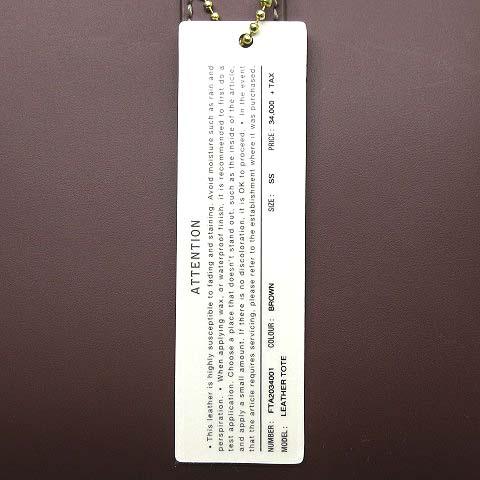 ATTENTION
• This leather is highly susceptible to fading and staining. Avoid moisture such as rain and
perspiration. • When applying wax, or waterproof finish, it is recommended to first do a
test application. Choose a place that doesn't stand out, such as the inside of the article,
and apply a small amount. If there is no discoloration, it is OK to proceed. • In the event
that the article requires servicing, please refer to the establishment where it was purchased.
NUMBER: FTA2034001 COLOUR: BROWN SIZE: SS PRICE: 34,000 + TAX
MODEL: LEATHER TOTE